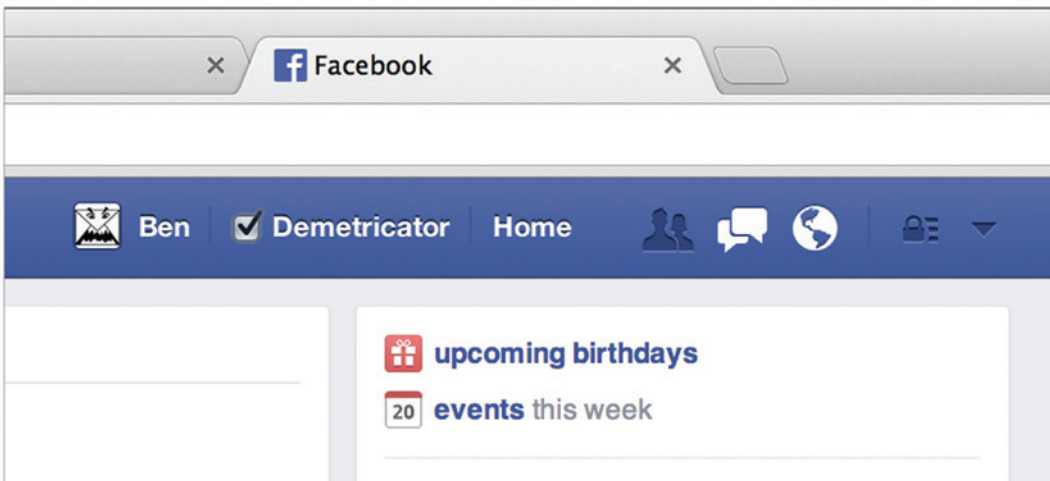 Facebook
Ben Demetricator Home
upcoming birthdays
20 events this week